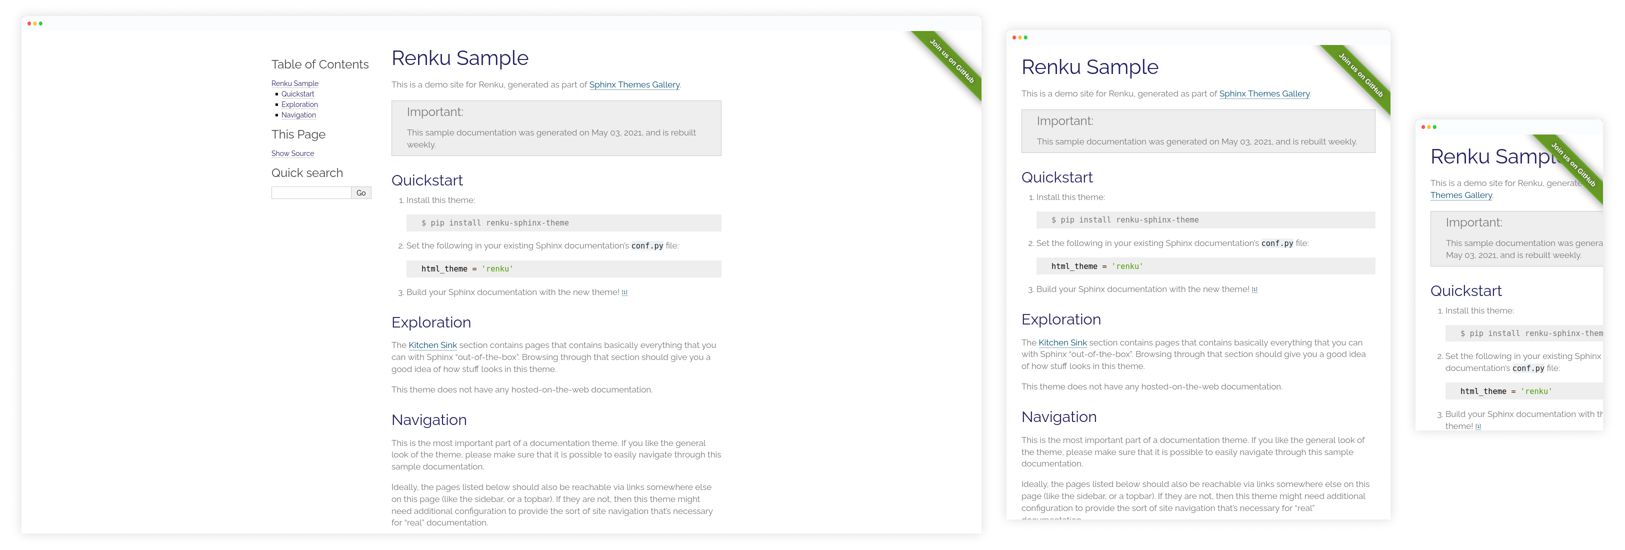 Join us on GitHub
Table of Contents
Renku Sample
Quickstart
Exploration
Navigation
This Page
Show Source
Quick search
Go
Renku Sample
This is a demo site for Renku, generated as part of Sphinx Themes Gallery.
Important:
This sample documentation was generated on May 03, 2021, and is rebuilt
weekly.
Quickstart
1. Install this theme:
$ pip install renku-sphinx-theme
2. Set the following in your existing Sphinx documentation's conf.py file:
html_theme = 'renku'
3. Build your Sphinx documentation with the new theme! [1]
Exploration
The Kitchen Sink section contains pages that contains basically everything that you
can with Sphinx “out-of-the-box”. Browsing through that section should give you a
good idea of how stuff looks in this theme.
This theme does not have any hosted-on-the-web documentation.
Navigation
This is the most important part of a documentation theme. If you like the general
look of the theme, please make sure that it is possible to easily navigate through this
sample documentation.
Ideally, the pages listed below should also be reachable via links somewhere else
on this page (like the sidebar, or a topbar). If they are not, then this theme might
need additional configuration to provide the sort of site navigation that's necessary
for “real” documentation.
Join us on GitHub
Renku Sample
This is a demo site for Renku, generated as part of Sphinx Themes Gallery.
Important:
This sample documentation was generated on May 03, 2021, and is rebuilt weekly.
Quickstart
1. Install this theme:
$ pip install renku-sphinx-theme
2. Set the following in your existing Sphinx documentation's conf.py file:
html_theme = 'renku'
3. Build your Sphinx documentation with the new theme! [1]
Exploration
The Kitchen Sink section contains pages that contains basically everything that you
can with Sphinx “out-of-the-box”. Browsing through that section should give you a good idea
of how stuff looks in this theme.
This theme does not have any hosted-on-the-web documentation.
Navigation
This is the most important part of a documentation theme. If you like the general look of
the theme, please make sure that it is possible to easily navigate through this sample
documentation.
Ideally, the pages listed below should also be reachable via links somewhere else on this
page (like the sidebar, or a topbar). If they are not, then this theme might need additional
configuration to provide the sort of site navigation that's necessary for “real”
Join us on GitHub
Renku Samp
This is a demo site for Renku, generate
Themes Gallery.
Important:
This sample documentation was genera
May 03, 2021, and is rebuilt weekly.
Quickstart
1. Install this theme:
$ pip install renku-sphinx-them
2. Set the following in your existing Sphinx
documentation's conf.py file:
html_theme = 'renku'
3. Build your Sphinx documentation with th
theme! [1]